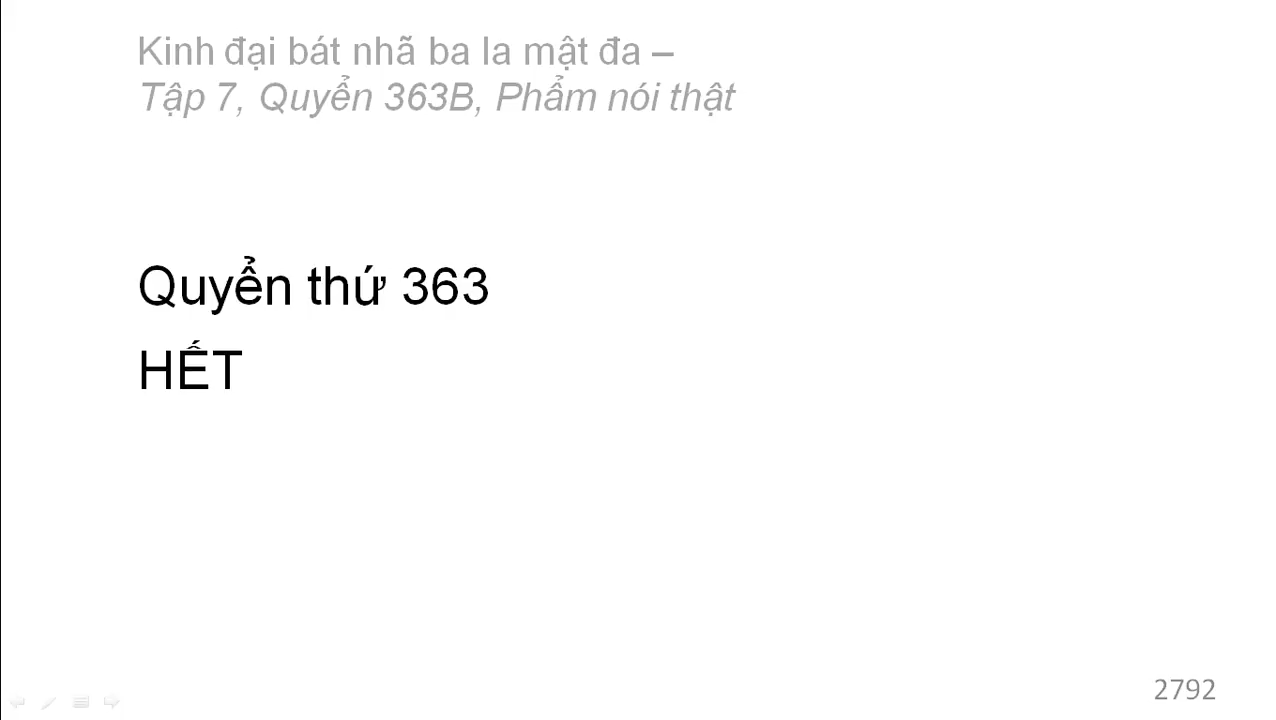 Kinh đại bát nhã ba la mật đa –
Tập 7, Quyển 363B, Phẩm nói thật
Quyển thứ 363
HẾT
2792